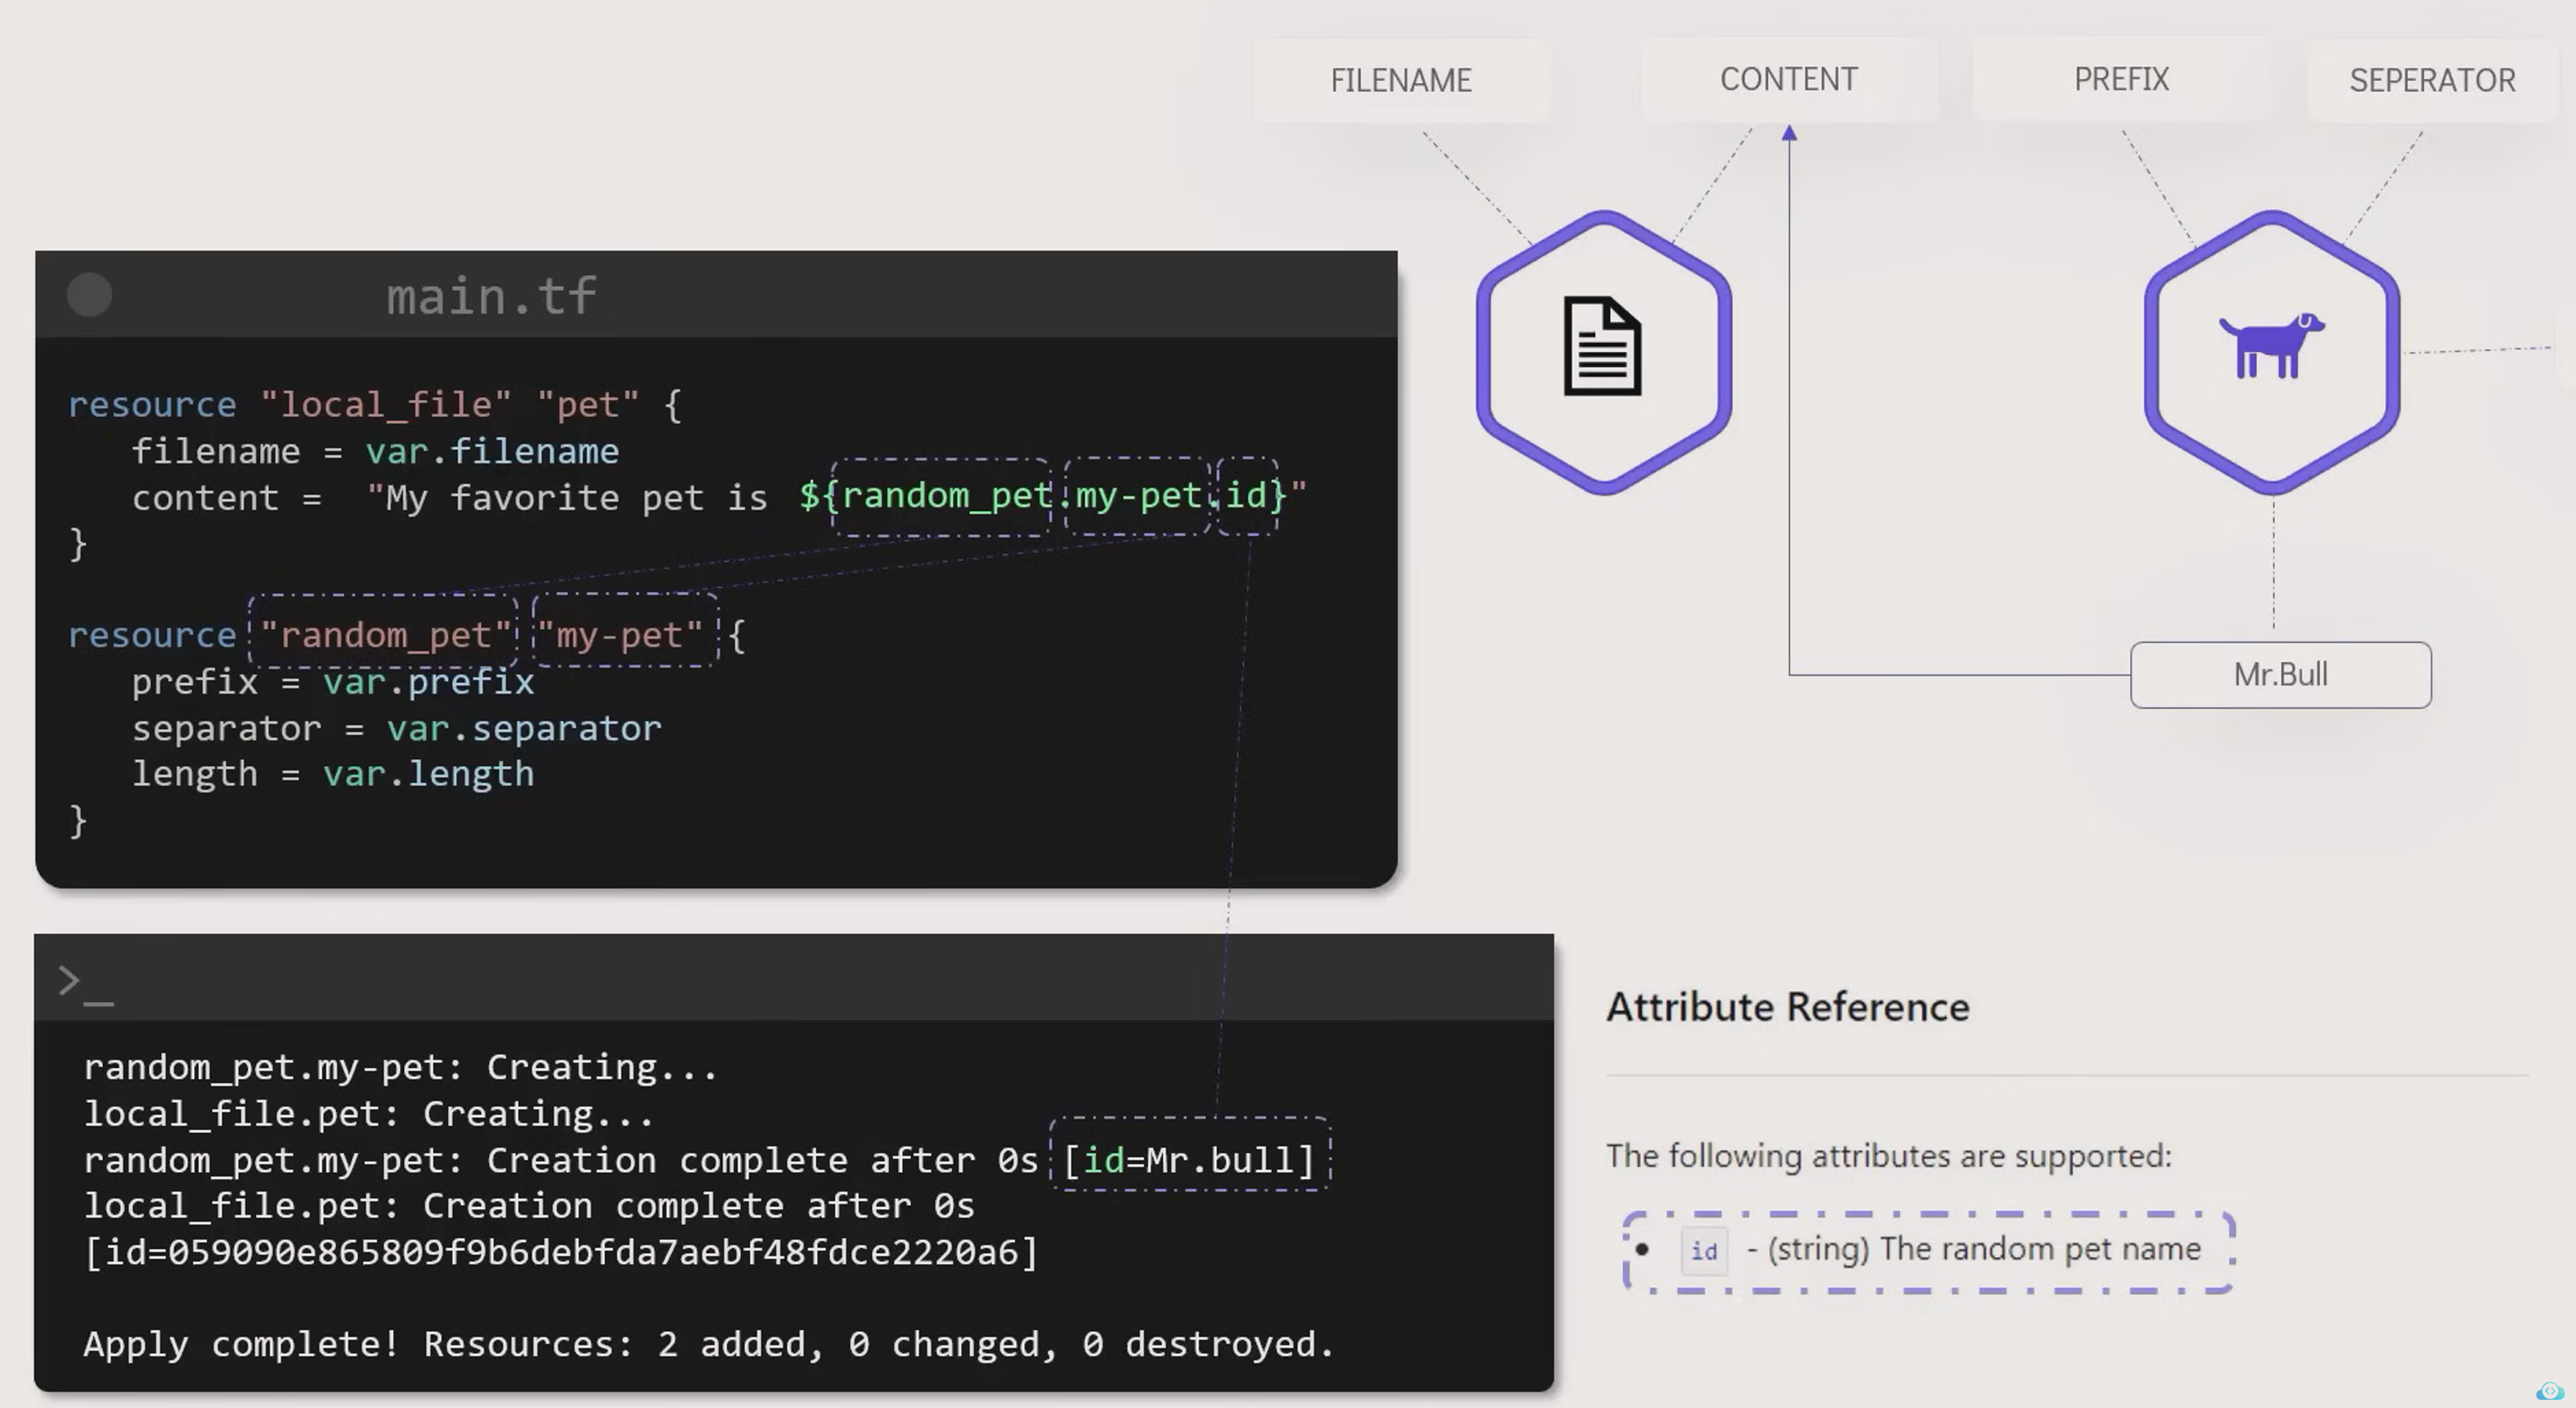 FILENAME
CONTENT
PREFIX
SEPERATOR
main.tf
resource "local_file" "pet" {
filename = var.filename
content = "My favorite pet is ${random_pet.my-pet.id}"
}
resource "random_pet" "my-pet" {
prefix = var.prefix
separator = var.separator
length = var.length
}
Mr.Bull
>_
random_pet.my-pet: Creating...
local_file.pet: Creating...
random_pet.my-pet: Creation complete after 0s [id=Mr.bull]
local_file.pet: Creation complete after 0s
[id=059090e865809f9b6debfda7aebf48fdce2220a6]
Apply complete! Resources: 2 added, 0 changed, 0 destroyed.
Attribute Reference
The following attributes are supported:
• id - (string) The random pet name